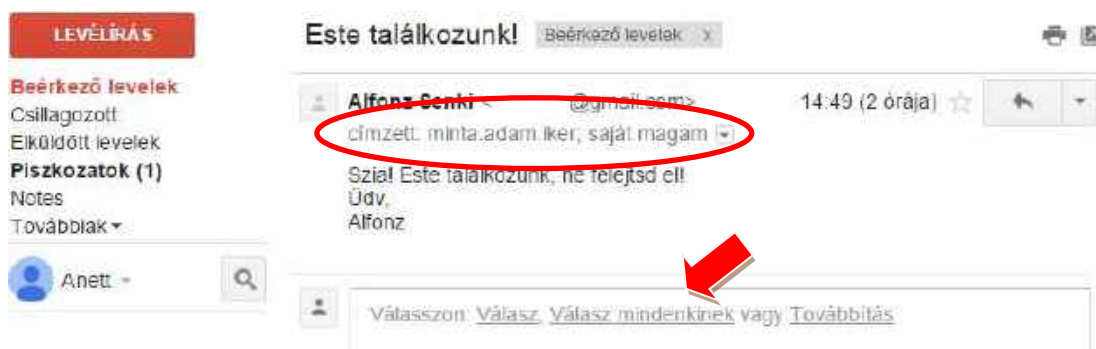 LEVÉLÍRÁS
Beérkező levelek
Csillagozott
Elküldött levelek
Piszkozatok (1)
Notes
Továbbiak
Anett
Este találkozunk! Beérkező levelek x
Alfonz Senki < @gmail.com> 14:49 (2 órája)
címzett: minta.adam.iker, saját magam
Szia! Este találkozunk, ne felejtsd el!
Üdv,
Alfonz
Válasszon: Válasz, Válasz mindenkinek vagy Továbbítás